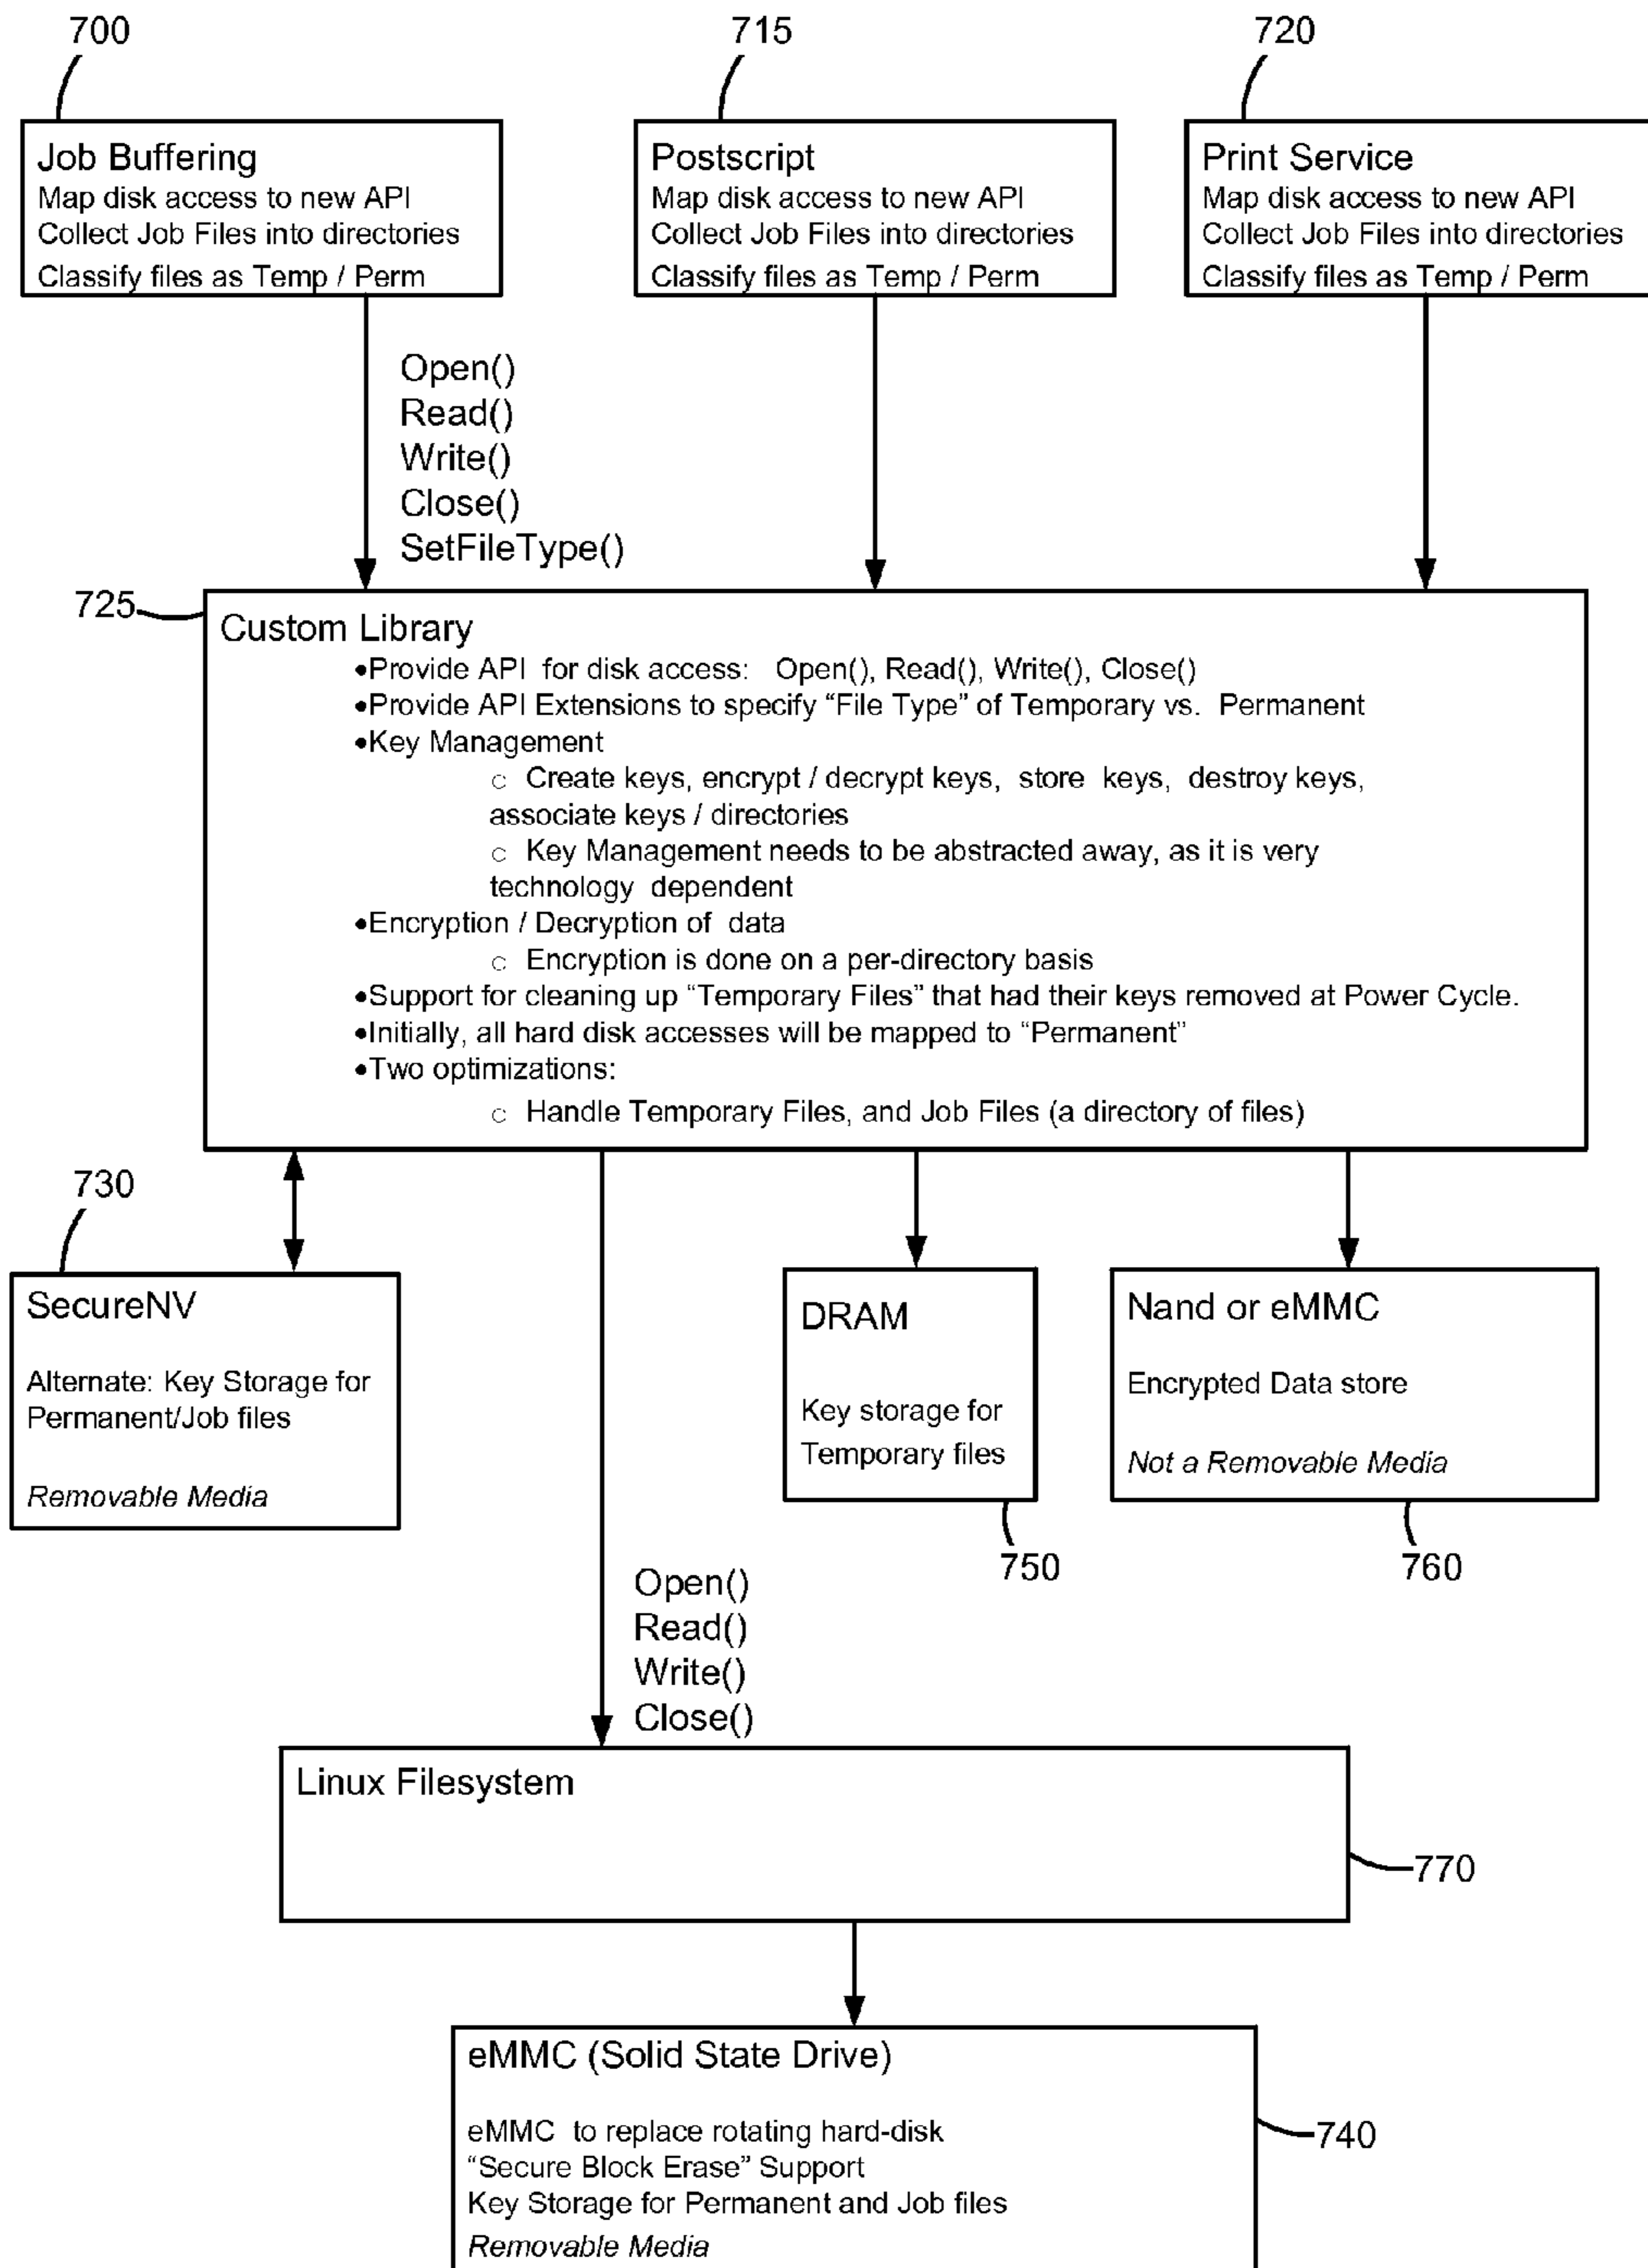 700
715
720
Job Buffering
Map disk access to new API
Collect Job Files into directories
Classify files as Temp / Perm
Postscript
Map disk access to new API
Collect Job Files into directories
Classify files as Temp / Perm
Print Service
Map disk access to new API
Collect Job Files into directories
Classify files as Temp / Perm
Open()
Read()
Write()
Close()
SetFileType()
725
Custom Library
•Provide API for disk access: Open(), Read(), Write(), Close()
•Provide API Extensions to specify “File Type” of Temporary vs. Permanent
•Key Management
○ Create keys, encrypt / decrypt keys, store keys, destroy keys,
associate keys / directories
○ Key Management needs to be abstracted away, as it is very
technology dependent
•Encryption / Decryption of data
○ Encryption is done on a per-directory basis
•Support for cleaning up “Temporary Files” that had their keys removed at Power Cycle.
•Initially, all hard disk accesses will be mapped to “Permanent”
•Two optimizations:
○ Handle Temporary Files, and Job Files (a directory of files)
730
SecureNV
Alternate: Key Storage for
Permanent/Job files
Removable Media
DRAM
Key storage for
Temporary files
750
Nand or eMMC
Encrypted Data store
Not a Removable Media
760
Open()
Read()
Write()
Close()
Linux Filesystem
770
eMMC (Solid State Drive)
eMMC to replace rotating hard-disk
“Secure Block Erase” Support
Key Storage for Permanent and Job files
Removable Media
740